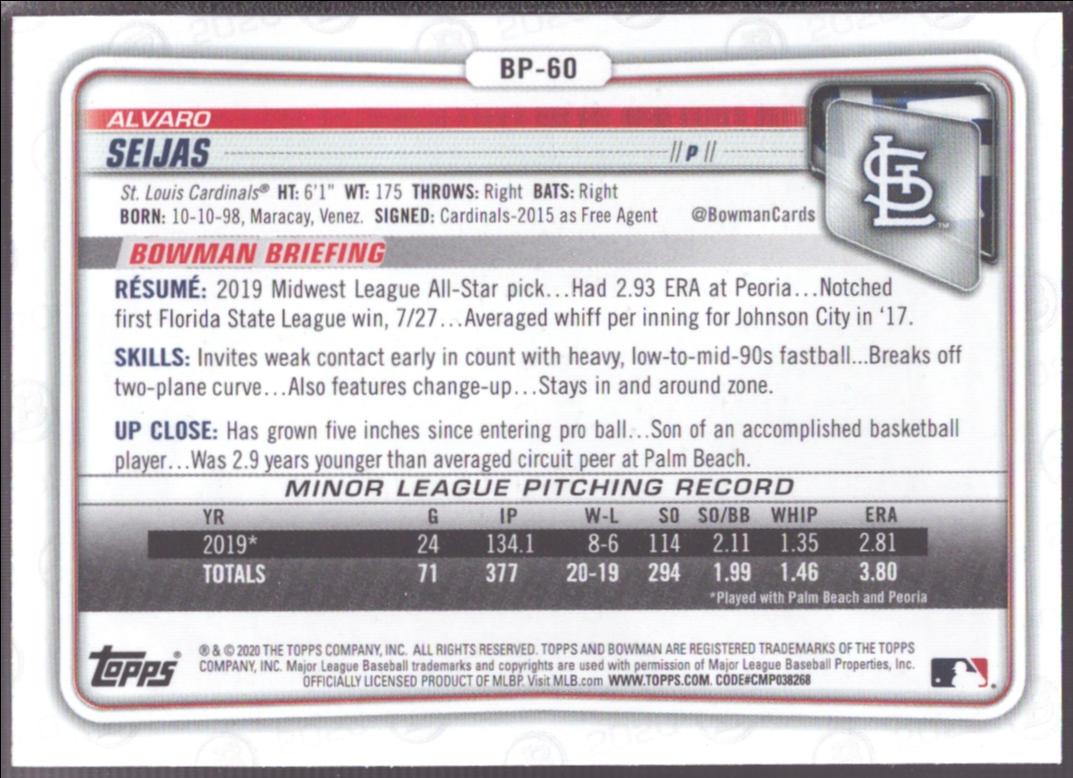 BP-60
ALVARO
SEIJAS // P //
St. Louis Cardinals® HT: 6'1" WT: 175 THROWS: Right BATS: Right
BORN: 10-10-98, Maracay, Venez. SIGNED: Cardinals-2015 as Free Agent @BowmanCards
STL™
BOWMAN BRIEFING
RÉSUMÉ: 2019 Midwest League All-Star pick...Had 2.93 ERA at Peoria...Notched
first Florida State League win, 7/27...Averaged whiff per inning for Johnson City in '17.
SKILLS: Invites weak contact early in count with heavy, low-to-mid-90s fastball...Breaks off
two-plane curve...Also features change-up...Stays in and around zone.
UP CLOSE: Has grown five inches since entering pro ball...Son of an accomplished basketball
player...Was 2.9 years younger than averaged circuit peer at Palm Beach.
MINOR LEAGUE PITCHING RECORD
YR G IP W-L SO SO/BB WHIP ERA
2019* 24 134.1 8-6 114 2.11 1.35 2.81
TOTALS 71 377 20-19 294 1.99 1.46 3.80
*Played with Palm Beach and Peoria
Topps®
® & © 2020 THE TOPPS COMPANY, INC. ALL RIGHTS RESERVED. TOPPS AND BOWMAN ARE REGISTERED TRADEMARKS OF THE TOPPS
COMPANY, INC. Major League Baseball trademarks and copyrights are used with permission of Major League Baseball Properties, Inc.
OFFICIALLY LICENSED PRODUCT OF MLBP. Visit MLB.com WWW.TOPPS.COM. CODE#CMP038268